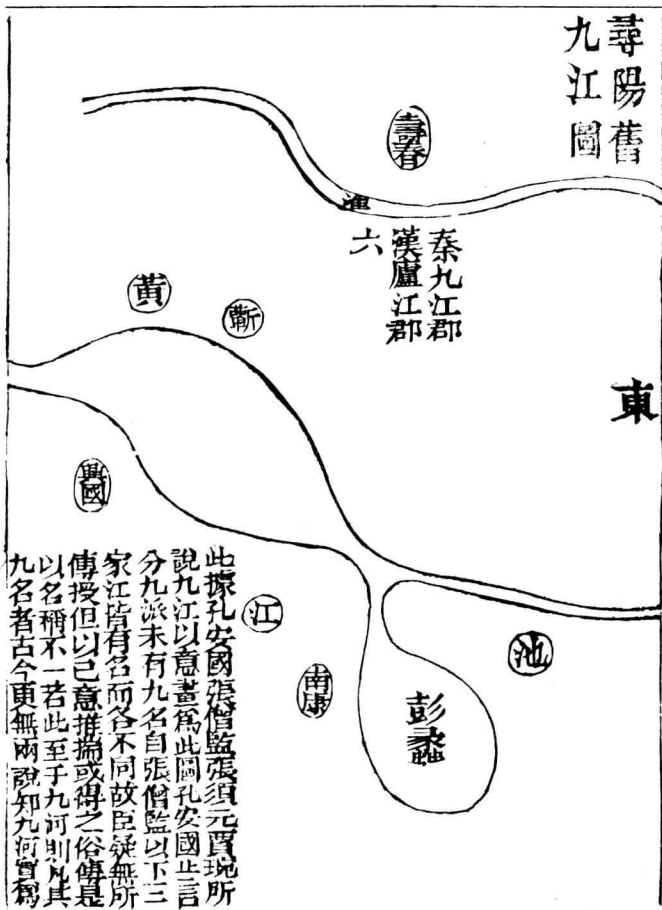 尋陽舊
九江圖
壽春
淮
秦九江郡
漢廬江郡
六
東
黃
蘄
興國
江
南康
池
彭蠡
此據孔安國張僧監張須元賈珫所
說九江以意畫爲此圖孔安國止言
分九派未有九名自張僧監以下三
家江皆有名而各不同故臣疑無所
傳授但以己意推揣或得之俗傳是
以名稱不一若此至于九河則凡其
九名者古今更無兩說知九河實爲